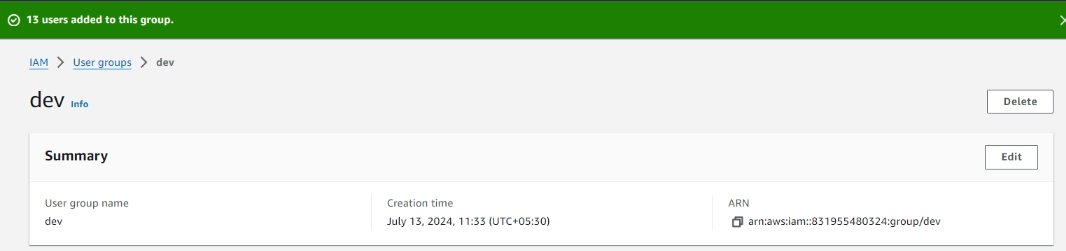 13 users added to this group.
IAM > User groups > dev
dev Info
Delete
Summary
Edit
User group name
Creation time
ARN
dev
July 13, 2024, 11:33 (UTC+05:30)
arn:aws:iam::831955480324:group/dev